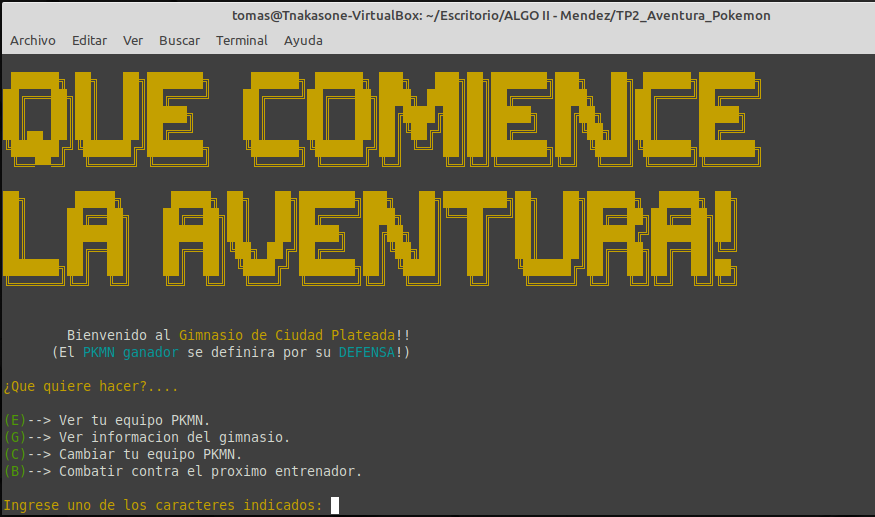 tomas@Tnakasone-VirtualBox: ~/Escritorio/ALGO II - Mendez/TP2_Aventura_Pokemon
Archivo Editar Ver Buscar Terminal Ayuda
QUE COMIENCE
LA AVENTURA!
Bienvenido al Gimnasio de Ciudad Plateada!!
(El PKMN ganador se definira por su DEFENSA!)
¿Que quiere hacer?....
(E)--> Ver tu equipo PKMN.
(G)--> Ver informacion del gimnasio.
(C)--> Cambiar tu equipo PKMN.
(B)--> Combatir contra el proximo entrenador.
Ingrese uno de los caracteres indicados: